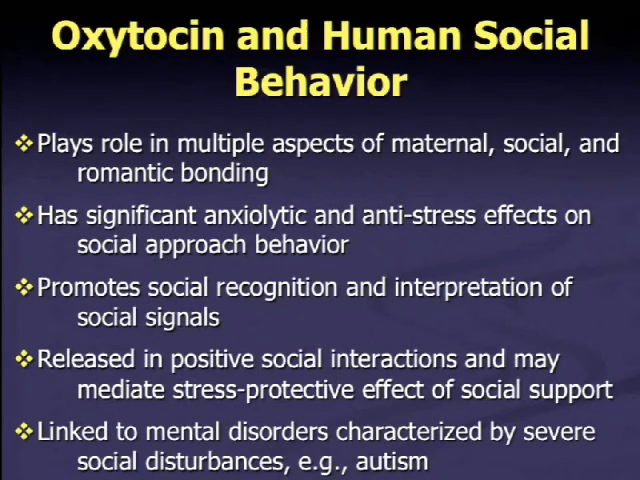 Oxytocin and Human Social
Behavior
❖Plays role in multiple aspects of maternal, social, and
romantic bonding
❖Has significant anxiolytic and anti-stress effects on
social approach behavior
❖Promotes social recognition and interpretation of
social signals
❖Released in positive social interactions and may
mediate stress-protective effect of social support
❖Linked to mental disorders characterized by severe
social disturbances, e.g., autism